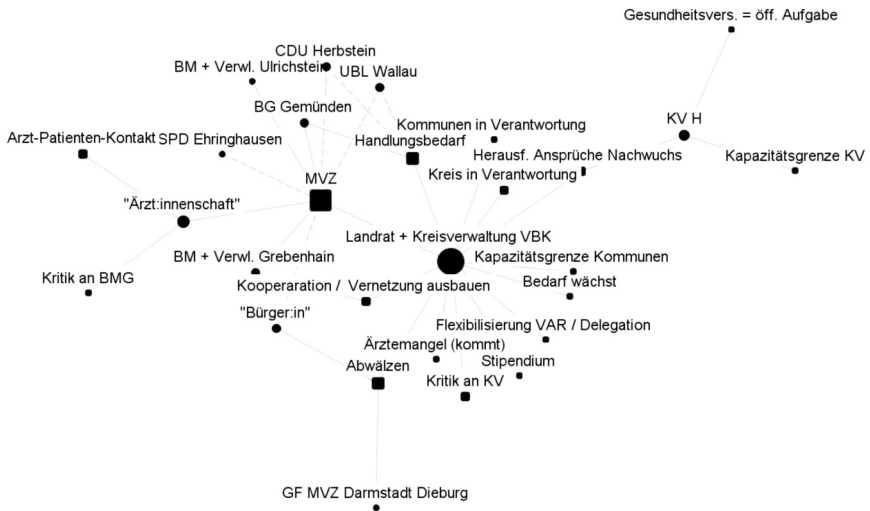 Gesundheitsvers. = öff. Aufgabe
CDU Herbstein
BM + Verwl. Ulrichstein
UBL Wallau
BG Gemünden
KV H
Kommunen in Verantwortung
Arzt-Patienten-Kontakt
SPD Ehringhausen
Handlungsbedarf
Herausf. Ansprüche Nachwuchs
Kapazitätsgrenze KV
MVZ
Kreis in Verantwortung
"Ärzt:innenschaft"
Landrat + Kreisverwaltung VBK
BM + Verwl. Grebenhain
Kapazitätsgrenze Kommunen
Kritik an BMG
Kooperaration / Vernetzung ausbauen
Bedarf wächst
"Bürger:in"
Flexibilisierung VAR / Delegation
Ärztemangel (kommt)
Abwälzen
Stipendium
Kritik an KV
GF MVZ Darmstadt Dieburg